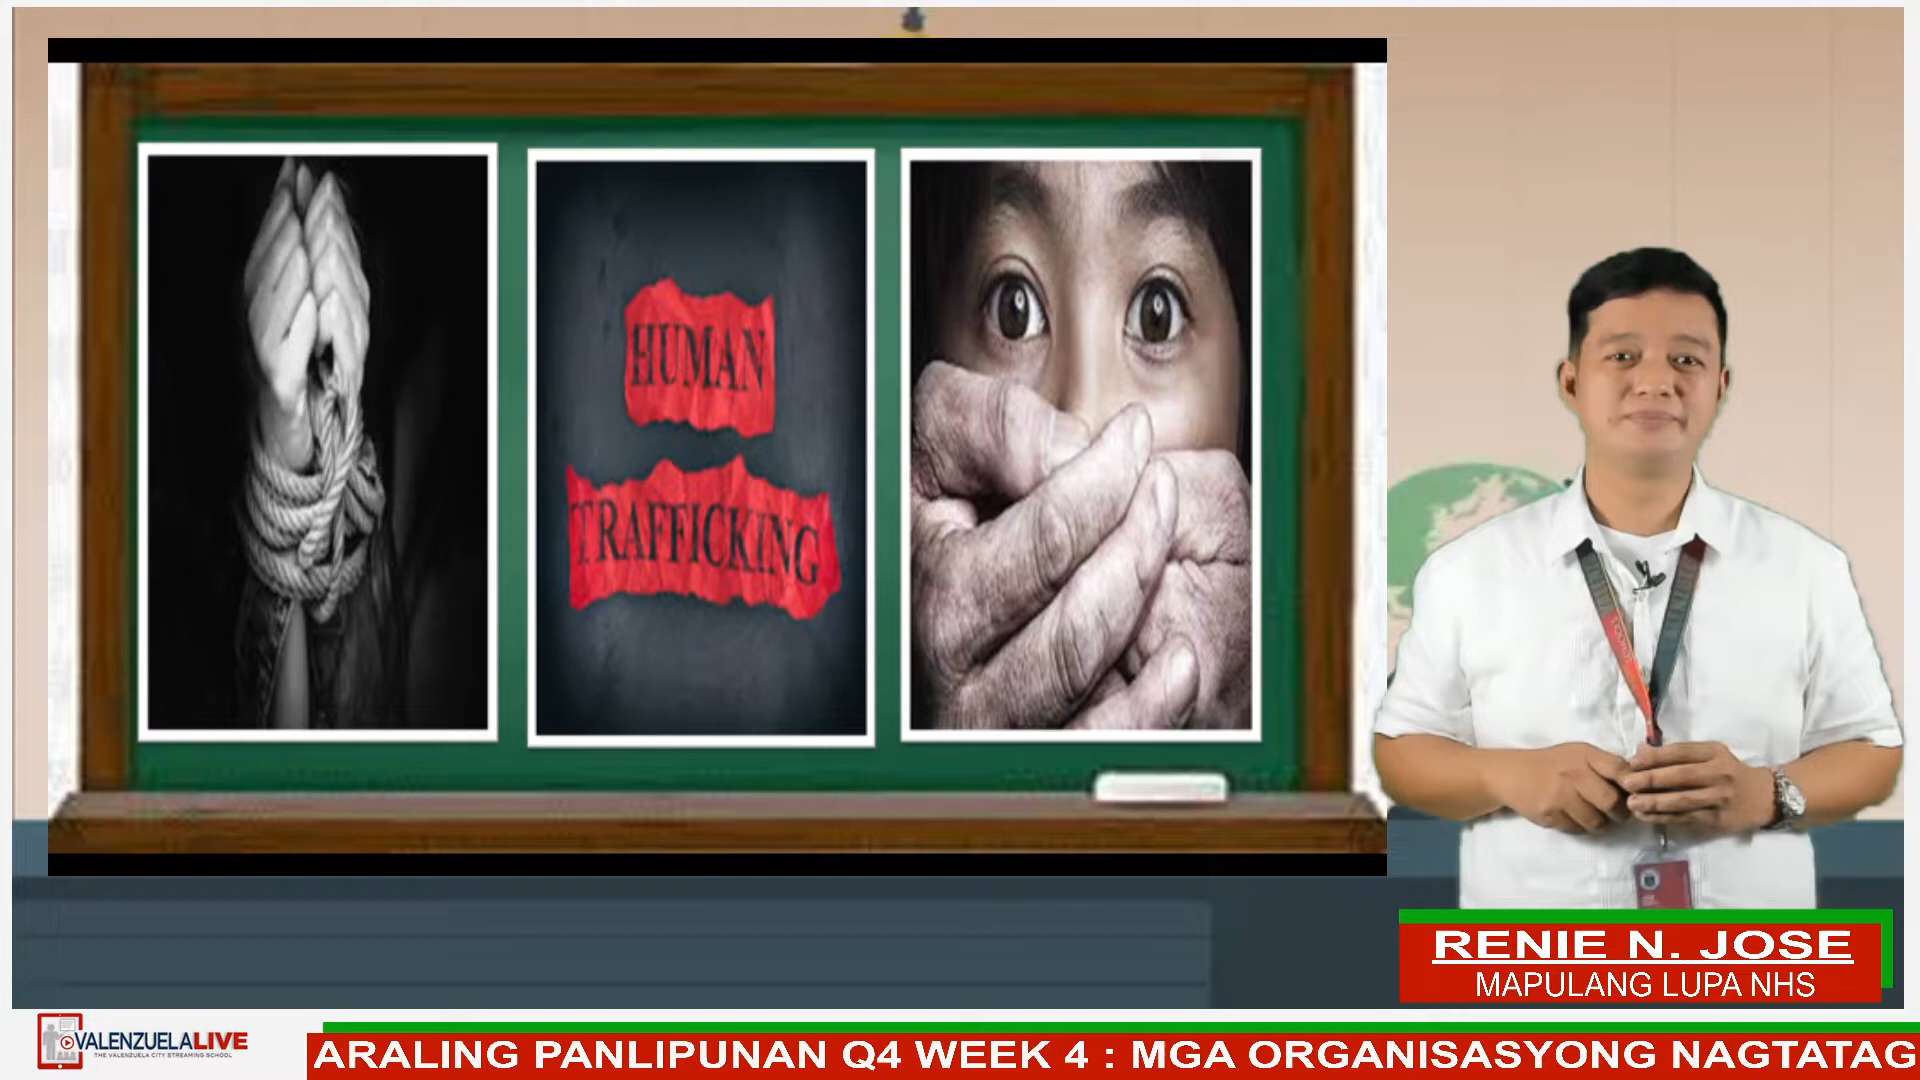 HUMAN
TRAFFICKING
RENIE N. JOSE
MAPULANG LUPA NHS
VALENZUELALIVE
THE VALENZUELA CITY STREAMING SCHOOL
ARALING PANLIPUNAN Q4 WEEK 4 : MGA ORGANISASYONG NAGTATAG